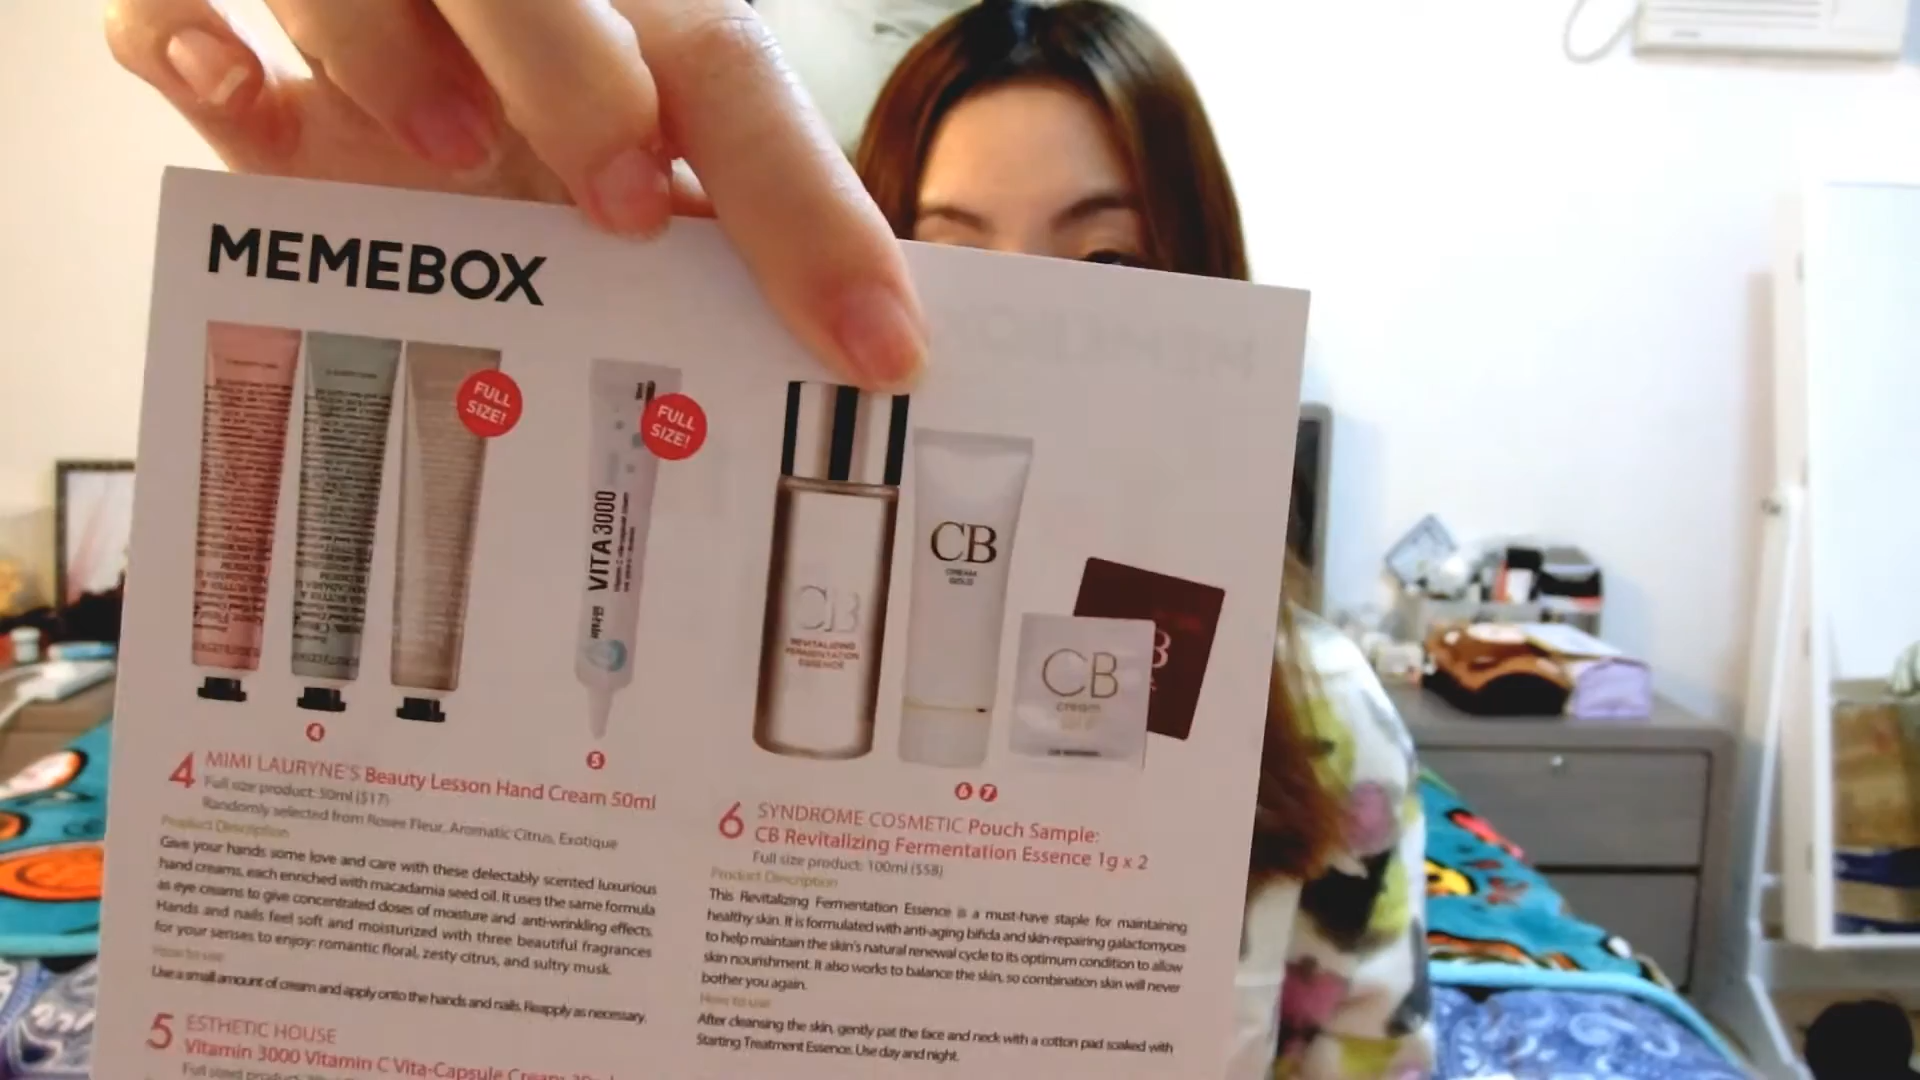 MEMEBOX
FULL
SIZE!
FULL
SIZE!
VITA3000
CB
REVITALIZING
FERMENTATION
ESSENCE
CB
CREAM
GOLD
CB
cream
4
5
6 7
4 MIMI LAURYNE'S Beauty Lesson Hand Cream 50ml
Full size product: 50ml ($17)
Randomly selected from Rosee Fleur, Aromatic Citrus, Exotique
Product Description
Give your hands some love and care with these delectably scented luxurious
hand creams, each enriched with macadamia seed oil. It uses the same formula
as eye creams to give concentrated doses of moisture and anti-wrinkling effects.
Hands and nails feel soft and moisturized with three beautiful fragrances
for your senses to enjoy: romantic floral, zesty citrus, and sultry musk.
How to use
Use a small amount of cream and apply onto the hands and nails. Reapply as necessary.
5 ESTHETIC HOUSE
Vitamin 3000 Vitamin C Vita-Capsule Cream
Full sized product:
6 SYNDROME COSMETIC Pouch Sample:
CB Revitalizing Fermentation Essence 1g x 2
Full size product: 100ml ($58)
Product Description
This Revitalizing Fermentation Essence is a must-have staple for maintaining
healthy skin. It is formulated with anti-aging bifida and skin-repairing galactomyces
to help maintain the skin's natural renewal cycle to its optimum condition to allow
skin nourishment. It also works to balance the skin, so combination skin will never
bother you again.
How to use
After cleansing the skin, gently pat the face and neck with a cotton pad soaked with
Starting Treatment Essence. Use day and night.